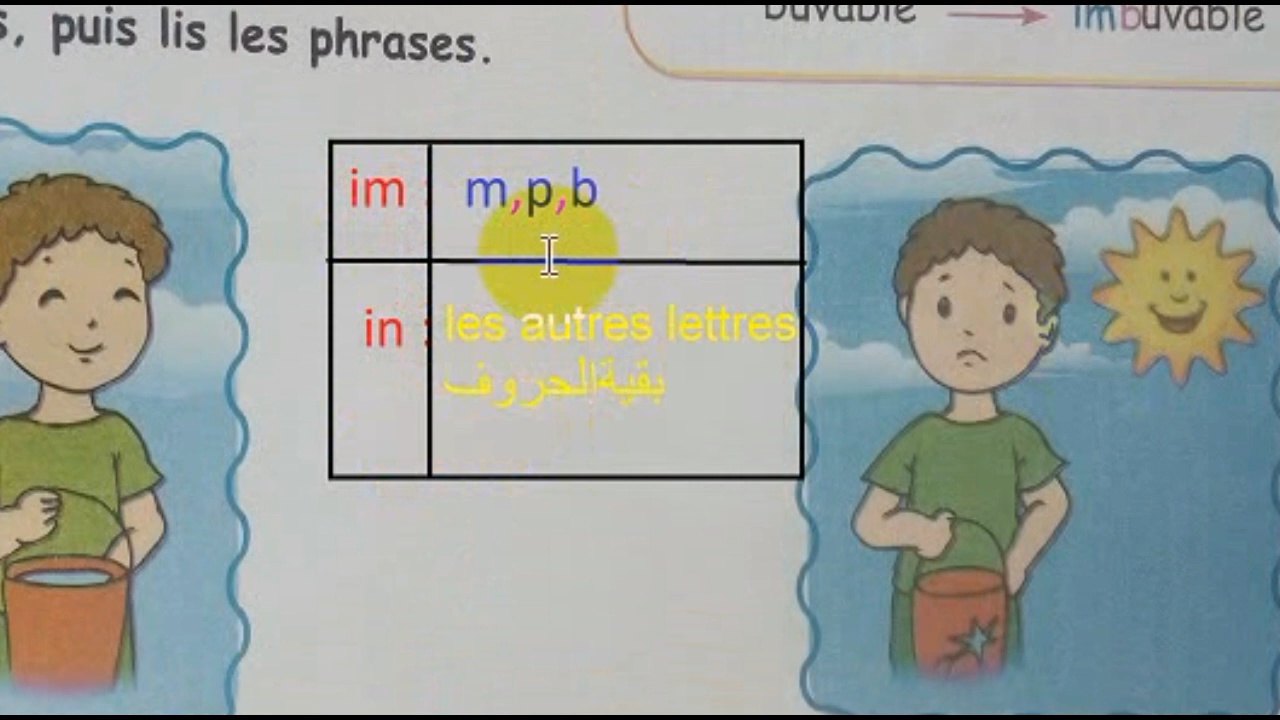 s, puis lis les phrases.
buvable → imbuvable
im : m,p,b
in : les autres lettres
بقية الحروف